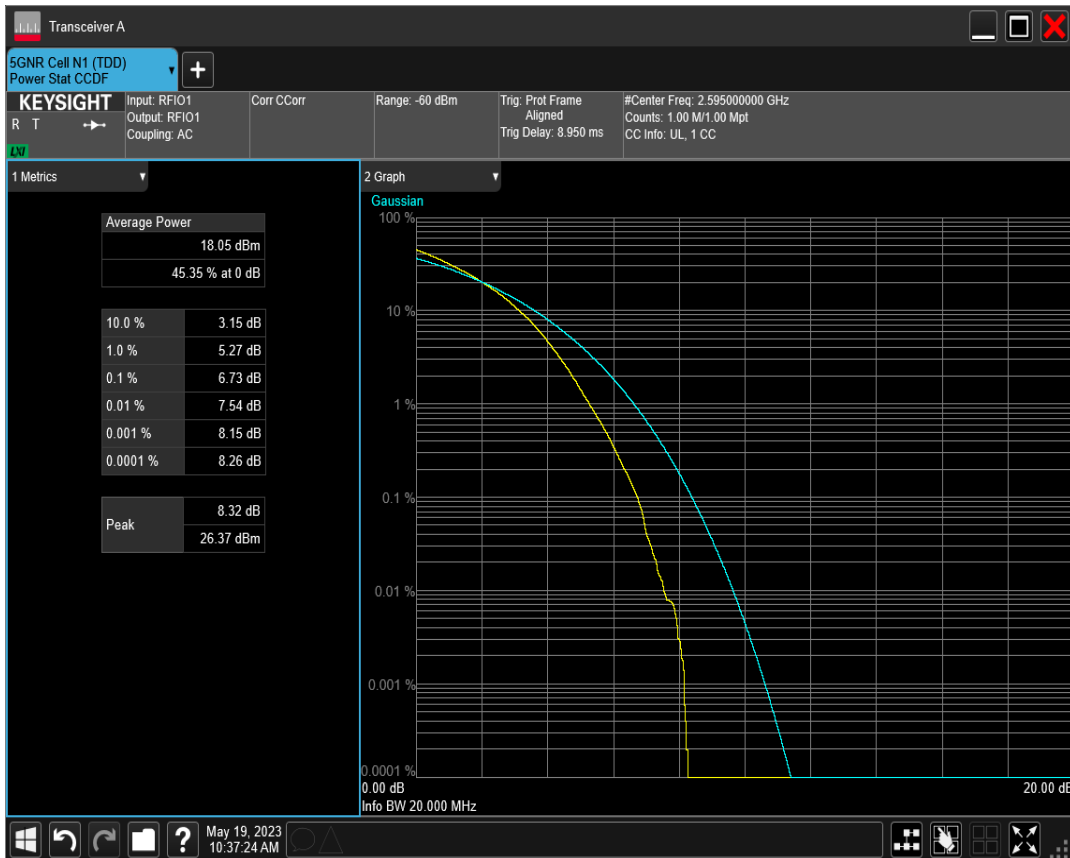 Transceiver A
5GNR Cell N1 (TDD)
Power Stat CCDF
+
KEYSIGHT
R T
LXI
Input: RFIO1
Output: RFIO1
Coupling: AC
Corr CCorr
Range: -60 dBm
Trig: Prot Frame
Aligned
Trig Delay: 8.950 ms
#Center Freq: 2.595000000 GHz
Counts: 1.00 M/1.00 Mpt
CC Info: UL, 1 CC
1 Metrics
Average Power
18.05 dBm
45.35 % at 0 dB
10.0 % 3.15 dB
1.0 % 5.27 dB
0.1 % 6.73 dB
0.01 % 7.54 dB
0.001 % 8.15 dB
0.0001 % 8.26 dB
Peak
8.32 dB
26.37 dBm
2 Graph
Gaussian
100 %
10 %
1 %
0.1 %
0.01 %
0.001 %
0.0001 %
0.00 dB 20.00 dB
Info BW 20.000 MHz
?
May 19, 2023
10:37:24 AM